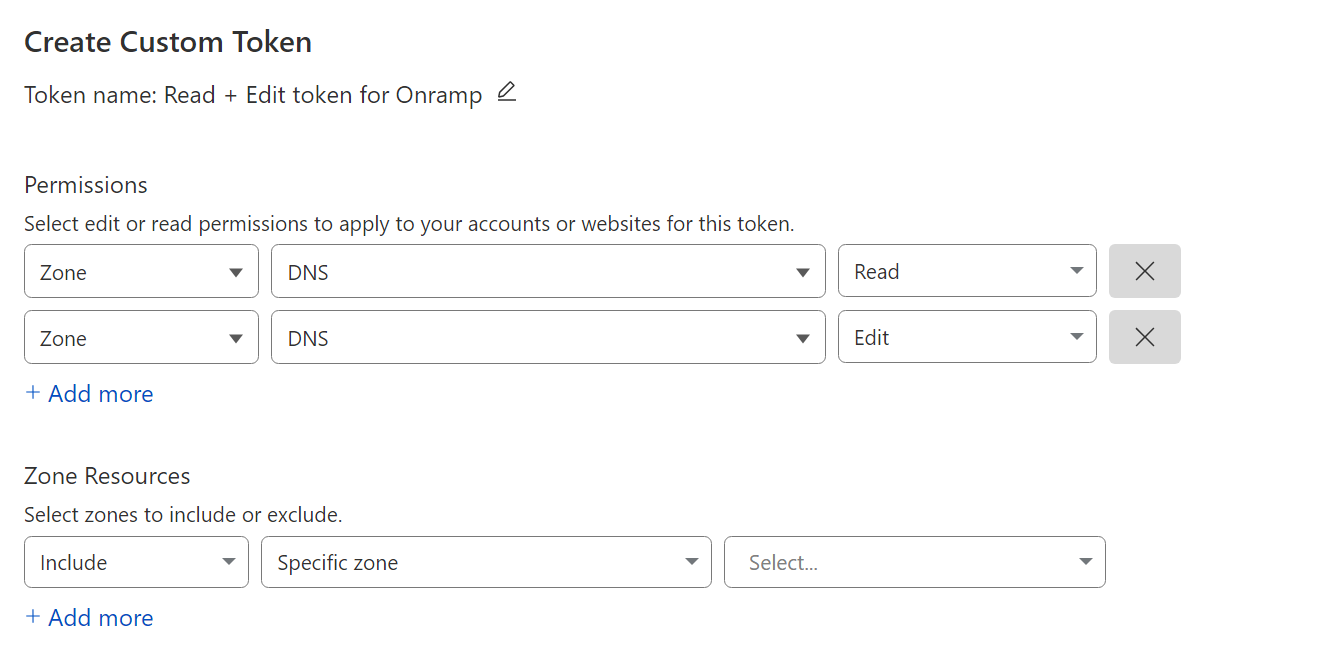 Create Custom Token
Token name: Read + Edit token for Onramp
Permissions
Select edit or read permissions to apply to your accounts or websites for this token.
Zone DNS Read
Zone DNS Edit
+ Add more
Zone Resources
Select zones to include or exclude.
Include Specific zone Select...
+ Add more